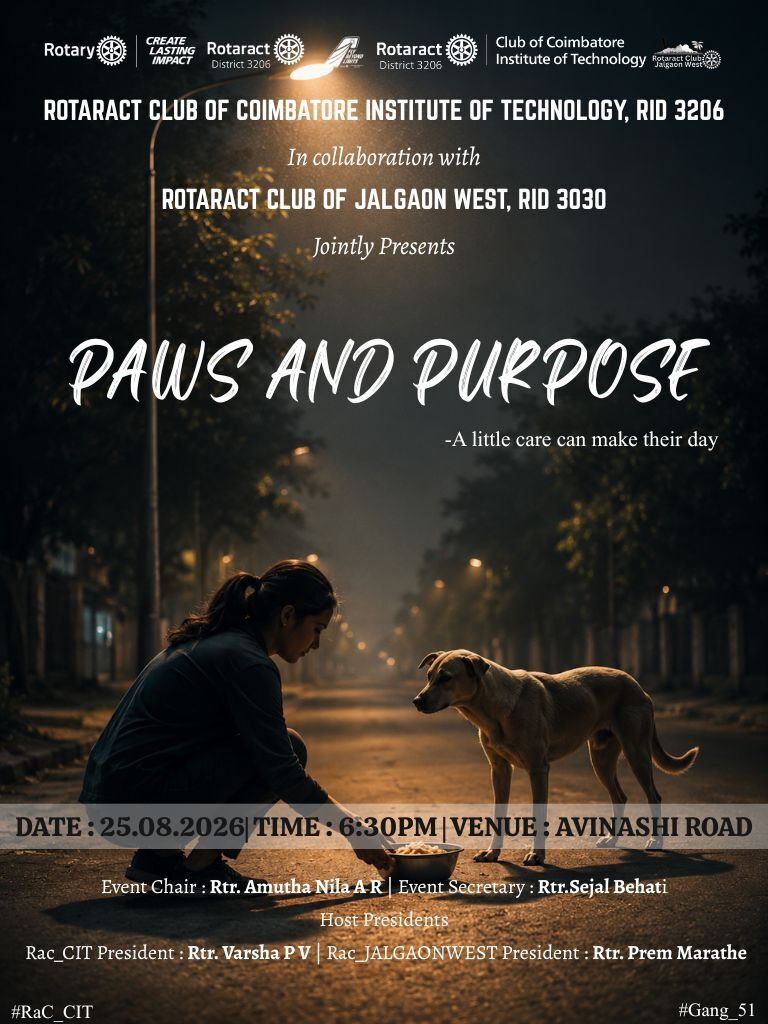 Rotary | CREATE LASTING IMPACT Rotaract District 3206 FLY BEYOND LIMITS Rotaract District 3206 | Club of Coimbatore Institute of Technology Rotaract Club Jalgaon West
ROTARACT CLUB OF COIMBATORE INSTITUTE OF TECHNOLOGY, RID 3206
In collaboration with
ROTARACT CLUB OF JALGAON WEST, RID 3030
Jointly Presents
PAWS AND PURPOSE
-A little care can make their day
DATE : 25.08.2026| TIME : 6:30PM | VENUE : AVINASHI ROAD
Event Chair : Rtr. Amutha Nila A R | Event Secretary : Rtr.Sejal Behati
Host Presidents
Rac_CIT President : Rtr. Varsha P V | Rac_JALGAONWEST President : Rtr. Prem Marathe
#RaC_CIT
#Gang_51